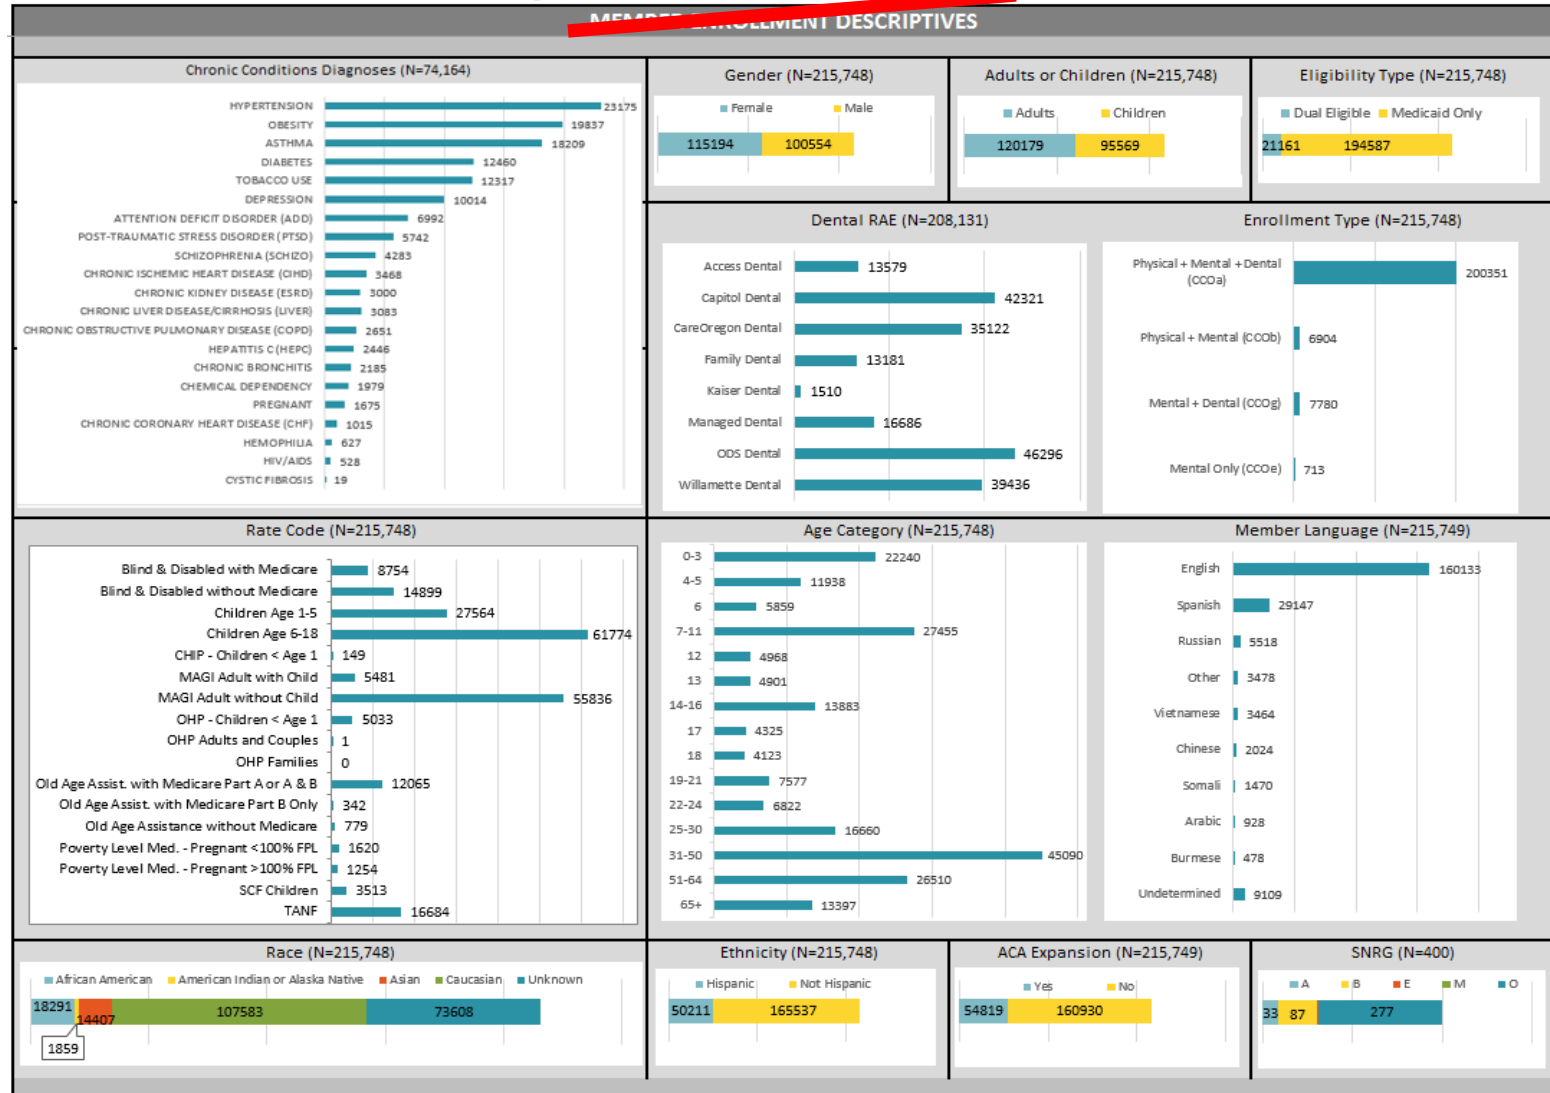 MEMBER ENROLLMENT DESCRIPTIVES
Chronic Conditions Diagnoses (N=74,164)
HYPERTENSION 23175
OBESITY 19837
ASTHMA 18209
DIABETES 12460
TOBACCO USE 12317
DEPRESSION 10014
ATTENTION DEFICIT DISORDER (ADD) 6992
POST-TRAUMATIC STRESS DISORDER (PTSD) 5742
SCHIZOPHRENIA (SCHIZO) 4283
CHRONIC ISCHEMIC HEART DISEASE (CIHD) 3468
CHRONIC KIDNEY DISEASE (ESRD) 3000
CHRONIC LIVER DISEASE/CIRRHOSIS (LIVER) 3083
CHRONIC OBSTRUCTIVE PULMONARY DISEASE (COPD) 2651
HEPATITIS C (HEPC) 2446
CHRONIC BRONCHITIS 2185
CHEMICAL DEPENDENCY 1979
PREGNANT 1675
CHRONIC CORONARY HEART DISEASE (CHF) 1015
HEMOPHILIA 627
HIV/AIDS 528
CYSTIC FIBROSIS 19
Gender (N=215,748)
Female Male
115194 100554
Adults or Children (N=215,748)
Adults Children
120179 95569
Eligibility Type (N=215,748)
Dual Eligible Medicaid Only
21161 194587
Dental RAE (N=208,131)
Access Dental 13579
Capitol Dental 42321
CareOregon Dental 35122
Family Dental 13181
Kaiser Dental 1510
Managed Dental 16686
ODS Dental 46296
Willamette Dental 39436
Enrollment Type (N=215,748)
Physical + Mental + Dental
(CCOa) 200351
Physical + Mental (CCOb) 6904
Mental + Dental (CCOg) 7780
Mental Only (CCOe) 713
Rate Code (N=215,748)
Blind & Disabled with Medicare 8754
Blind & Disabled without Medicare 14899
Children Age 1-5 27564
Children Age 6-18 61774
CHIP - Children < Age 1 149
MAGI Adult with Child 5481
MAGI Adult without Child 55836
OHP - Children < Age 1 5033
OHP Adults and Couples 1
OHP Families 0
Old Age Assist. with Medicare Part A or A & B 12065
Old Age Assist. with Medicare Part B Only 342
Old Age Assistance without Medicare 779
Poverty Level Med. - Pregnant <100% FPL 1620
Poverty Level Med. - Pregnant >100% FPL 1254
SCF Children 3513
TANF 16684
Age Category (N=215,748)
0-3 22240
4-5 11938
6 5859
7-11 27455
12 4968
13 4901
14-16 13883
17 4325
18 4123
19-21 7577
22-24 6822
25-30 16660
31-50 45090
51-64 26510
65+ 13397
Member Language (N=215,749)
English 160133
Spanish 29147
Russian 5518
Other 3478
Vietnamese 3464
Chinese 2024
Somali 1470
Arabic 928
Burmese 478
Undetermined 9109
Race (N=215,748)
African American American Indian or Alaska Native Asian Caucasian Unknown
18291 14407 107583 73608
1859
Ethnicity (N=215,748)
Hispanic Not Hispanic
50211 165537
ACA Expansion (N=215,749)
Yes No
54819 160930
SNRG (N=400)
A B E M O
33 87 277